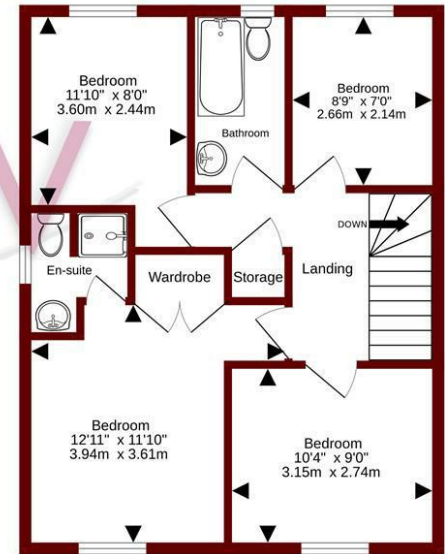 Bedroom
11'10" x 8'0"
3.60m x 2.44m
Bathroom
Bedroom
8'9" x 7'0"
2.66m x 2.14m
DOWN
En-suite
Wardrobe
Storage
Landing
Bedroom
12'11" x 11'10"
3.94m x 3.61m
Bedroom
10'4" x 9'0"
3.15m x 2.74m